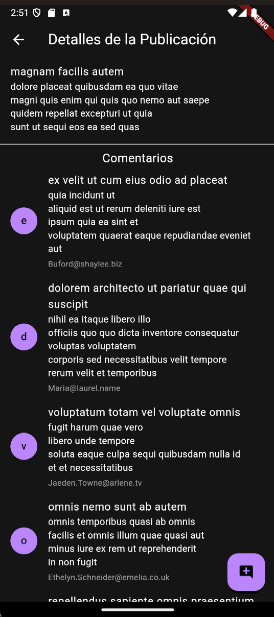 2:51
DEBUG
Detalles de la Publicación
magnam facilis autem
dolore placeat quibusdam ea quo vitae
magni quis enim qui quis quo nemo aut saepe
quidem repellat excepturi ut quia
sunt ut sequi eos ea sed quas
Comentarios
ex velit ut cum eius odio ad placeat
quia incidunt ut
e
aliquid est ut rerum deleniti iure est
ipsum quia ea sint et
voluptatem quaerat eaque repudiandae eveniet
aut
Buford@shaylee.biz
dolorem architecto ut pariatur quae qui
suscipit
nihil ea itaque libero illo
d
officiis quo quo dicta inventore consequatur
voluptas voluptatem
corporis sed necessitatibus velit tempore
rerum velit et temporibus
Maria@laurel.name
voluptatum totam vel voluptate omnis
fugit harum quae vero
v
libero unde tempore
soluta eaque culpa sequi quibusdam nulla id
et et necessitatibus
Jaeden.Towne@arlene.tv
omnis nemo sunt ab autem
omnis temporibus quasi ab omnis
o
facilis et omnis illum quae quasi aut
minus iure ex rem ut reprehenderit
in non fugit
Ethelyn.Schneider@emelia.co.uk
repellendus sapiente omnis praesentium